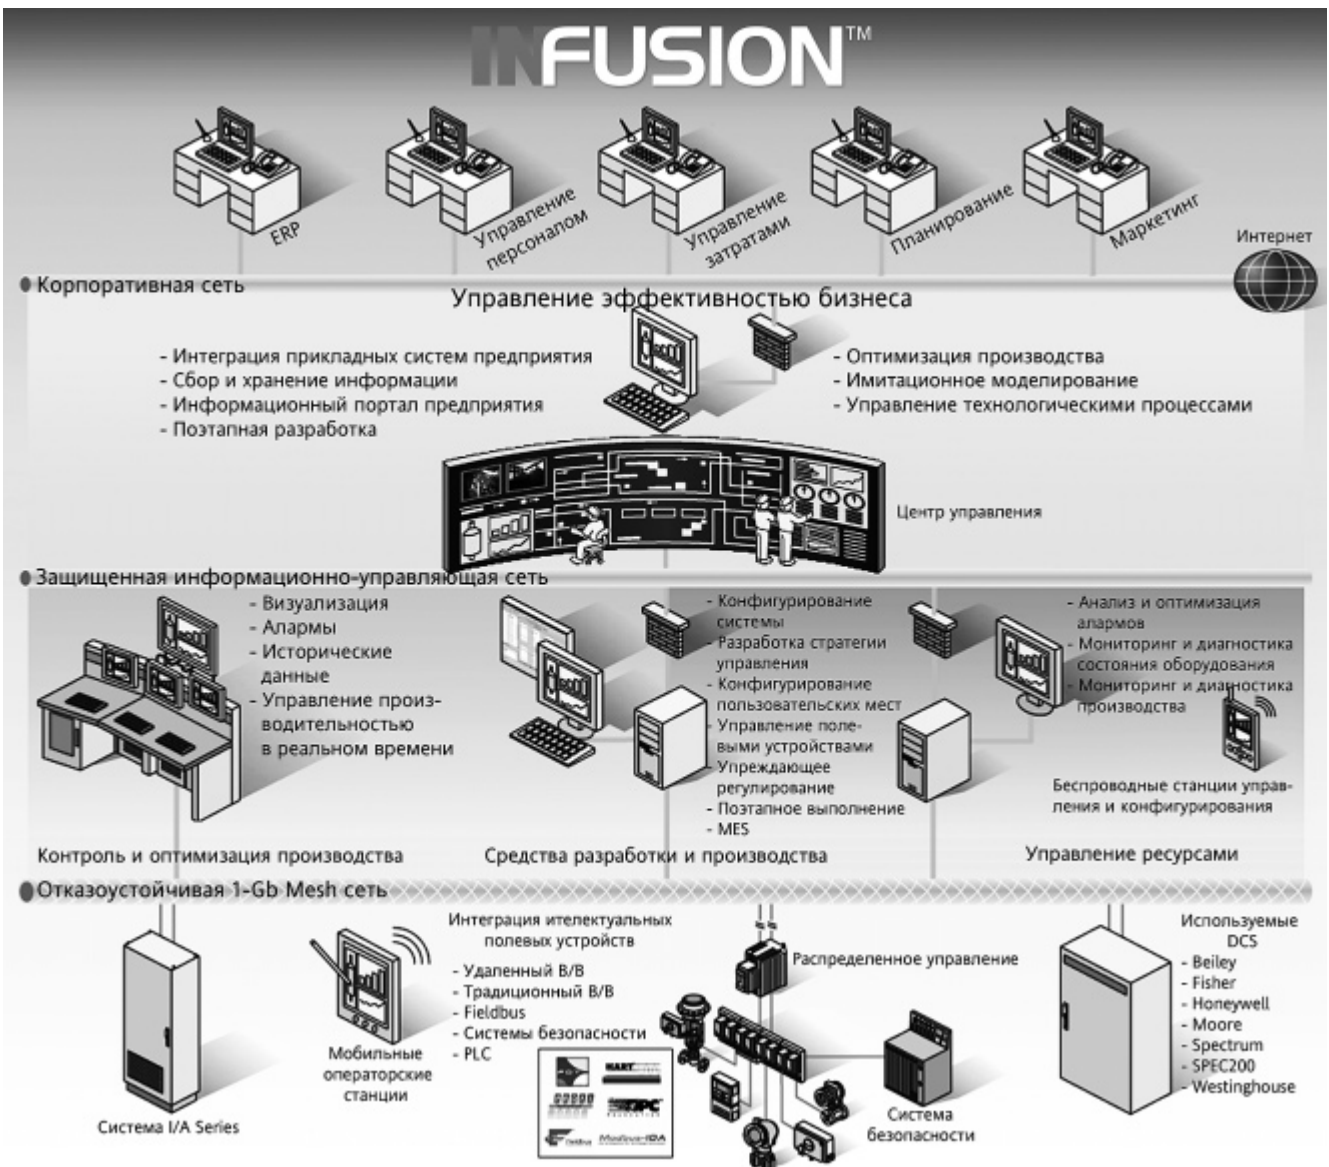 INFUSION™
ERP
Управление
персоналом
Управление
затратами
Планирование
Маркетинг
Интернет
Корпоративная сеть
Управление эффективностью бизнеса
- Интеграция прикладных систем предприятия
- Сбор и хранение информации
- Информационный портал предприятия
- Поэтапная разработка
- Оптимизация производства
- Имитационное моделирование
- Управление технологическими процессами
Центр управления
Защищенная информационно-управляющая сеть
- Визуализация
- Алармы
- Исторические
данные
- Управление произ-
водительностью
в реальном времени
- Конфигурирование
системы
- Разработка стратегии
управления
- Конфигурирование
пользовательских мест
- Управление поле-
выми устройствами
- Упреждающее
регулирование
- Поэтапное выполнение
- MES
- Анализ и оптимизация
алармов
- Мониторинг и диагностика
состояния оборудования
- Мониторинг и диагностика
производства
Беспроводные станции управ-
ления и конфигурирования
Контроль и оптимизация производства
Средства разработки и производства
Управление ресурсами
Отказоустойчивая 1-Gb Mesh сеть
Система I/A Series
Мобильные
операторские
станции
Интеграция ителектуальных
полевых устройств
- Удаленный В/В
- Традиционный В/В
- Fieldbus
- Системы безопасности
- PLC
HART
OPC
Fieldbus
Modbus-IDA
Распределенное управление
Система
безопасности
Используемые
DCS
- Beiley
- Fisher
- Honeywell
- Moore
- Spectrum
- SPEC200
- Westinghouse